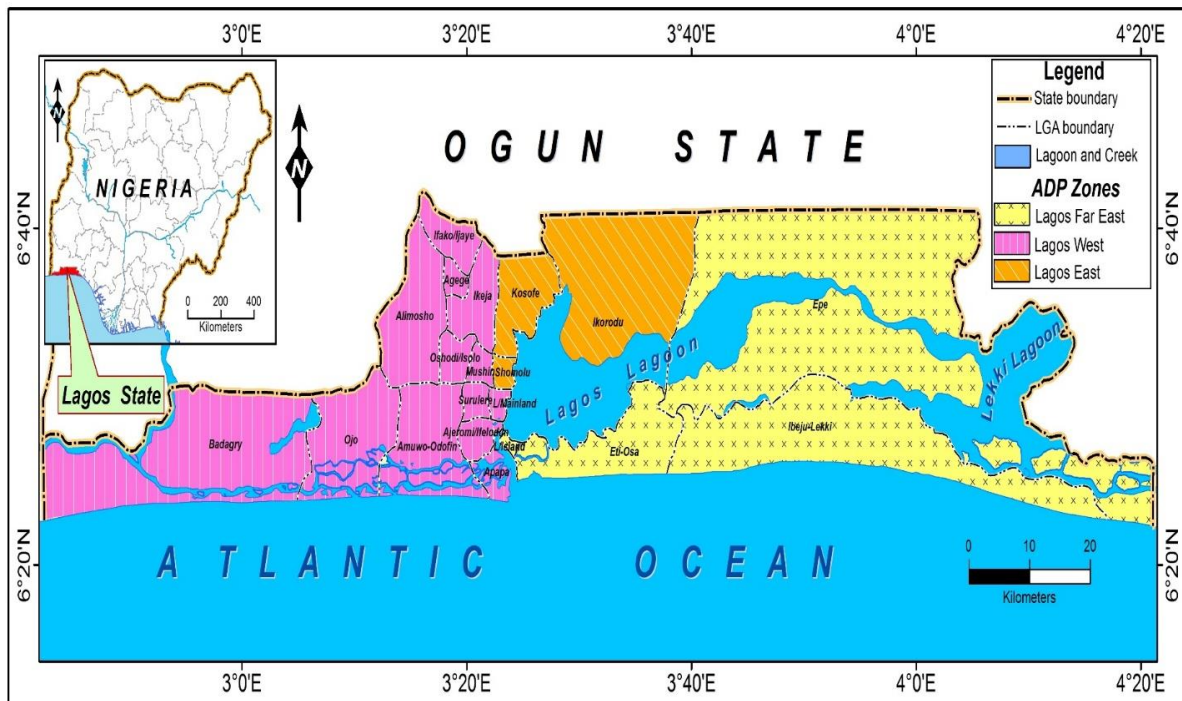 3°0'E 3°20'E 3°40'E 4°0'E 4°20'E
N
NIGERIA
0 200 400
Kilometers
Lagos State
N
OGUN STATE
Legend
State boundary
LGA boundary
Lagoon and Creek
ADP Zones
Lagos Far East
Lagos West
Lagos East
6°40'N 6°40'N
Ifako/Ijaye
Agege
Ikeja
Kosofe
Alimosho
Ikorodu
Epe
Oshodi/Isolo
Mushin
Shomolu
Lagos Lagoon
Lekki Lagoon
Surulere
L/Mainland
Badagry
Ojo
Amuwo-Odofin
Ajeromi/Ifelodun
L/Island
Apapa
Eti-Osa
Ibeju-Lekki
6°20'N 6°20'N
ATLANTIC OCEAN
0 10 20
Kilometers
3°0'E 3°20'E 3°40'E 4°0'E 4°20'E